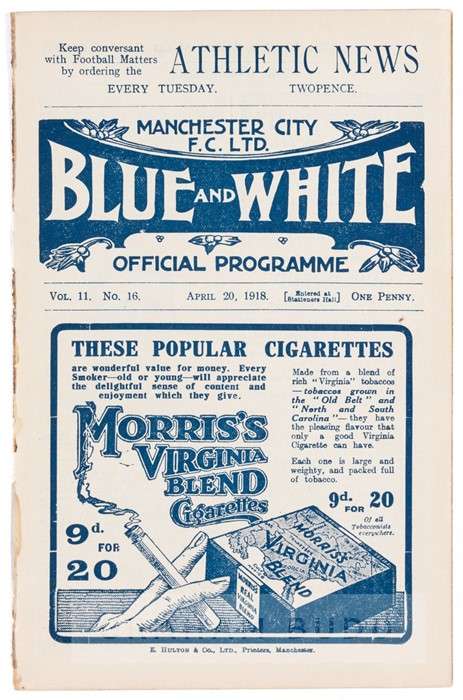 Keep conversant
with Football Matters
by ordering the
ATHLETIC NEWS
EVERY TUESDAY. TWOPENCE.
MANCHESTER CITY
F.C. LTD.
BLUE AND WHITE
OFFICIAL PROGRAMME
VOL. 11. No. 16. APRIL 20, 1918. [Entered at Stationers Hall] ONE PENNY.
THESE POPULAR CIGARETTES
are wonderful value for money. Every
Smoker—old or young—will appreciate
the delightful sense of content and
enjoyment which they give.
Made from a blend of
rich "Virginia" tobaccos
—tobaccos grown in
the "Old Belt" and
"North and South
Carolina"—they have
the pleasing flavour that
only a good Virginia
Cigarette can have.
Each one is large and
weighty, and packed full
of tobacco.
MORRIS'S
VIRGINIA
BLEND
Cigarettes
9d.
FOR
20
9d. FOR 20
Of all
Tobacconists
everywhere.
MORRIS'S
VIRGINIA
BLEND
MORRIS'S
REAL
VIRGINIA
BLEND
E. HULTON & Co., LTD., Printers, Manchester.